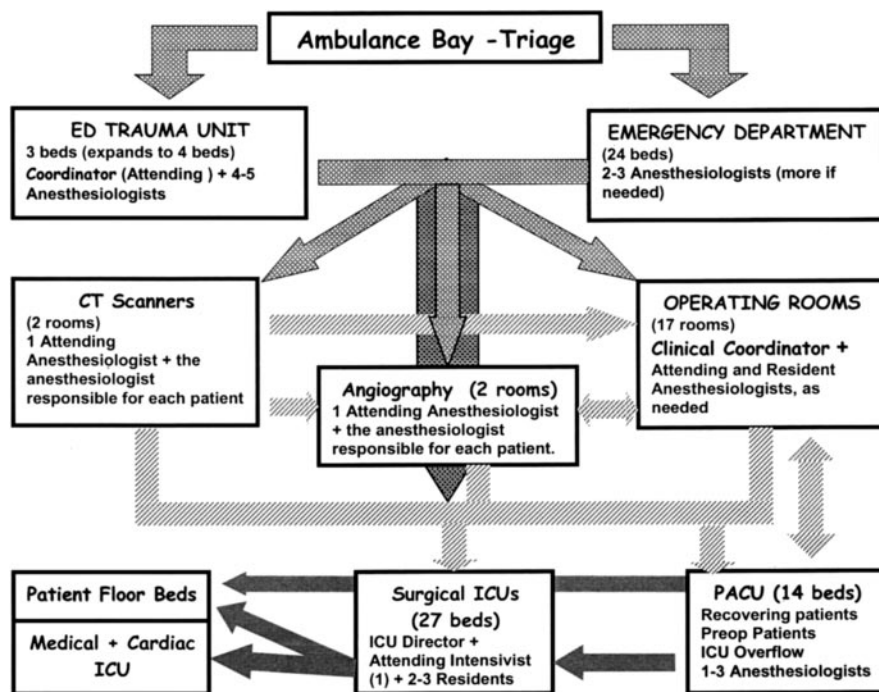 Ambulance Bay -Triage
ED TRAUMA UNIT
3 beds (expands to 4 beds)
Coordinator (Attending ) + 4-5
Anesthesiologists
EMERGENCY DEPARTMENT
(24 beds)
2-3 Anesthesiologists (more if
needed)
CT Scanners
(2 rooms)
1 Attending
Anesthesiologist + the
anesthesiologist
responsible for each patient
OPERATING ROOMS
(17 rooms)
Clinical Coordinator +
Attending and Resident
Anesthesiologists, as
needed
Angiography (2 rooms)
1 Attending Anesthesiologist
+ the anesthesiologist
responsible for each patient.
Patient Floor Beds
Medical + Cardiac
ICU
Surgical ICUs
(27 beds)
ICU Director +
Attending Intensivist
(1) + 2-3 Residents
PACU (14 beds)
Recovering patients
Preop Patients
ICU Overflow
1-3 Anesthesiologists